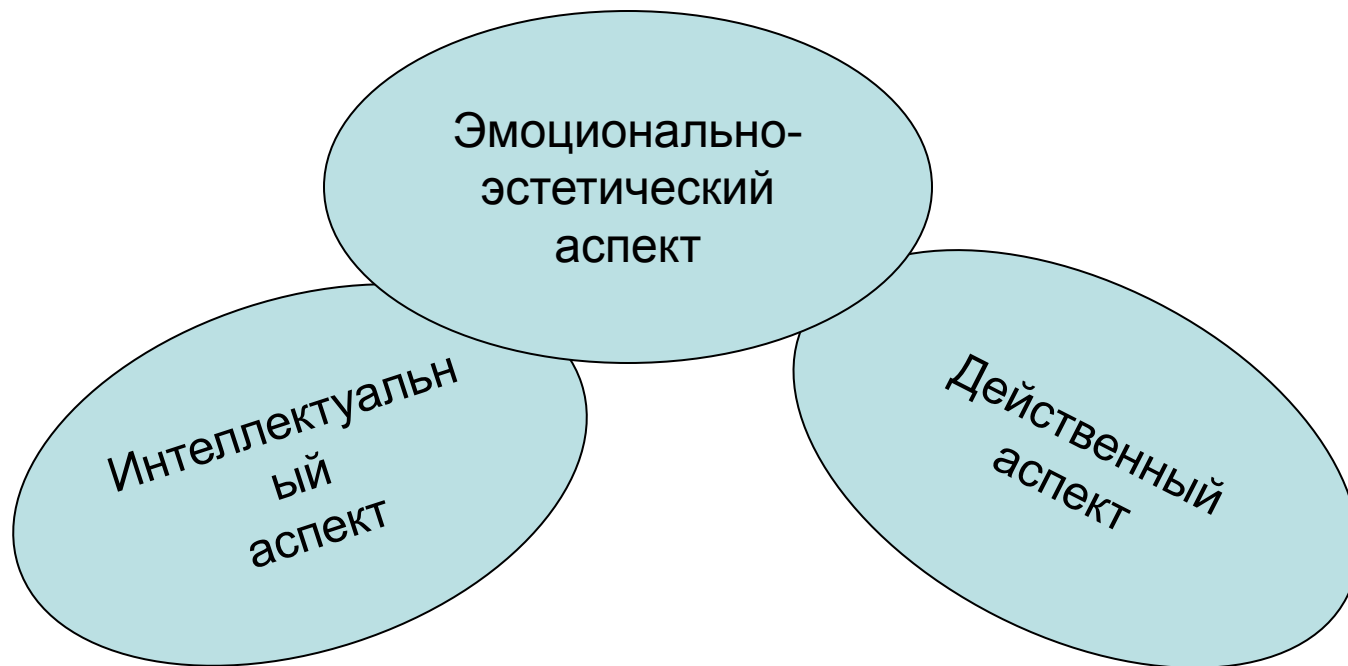 Эмоционально-
эстетический
аспект
Интеллектуальн
ый
аспект
Действенный
аспект